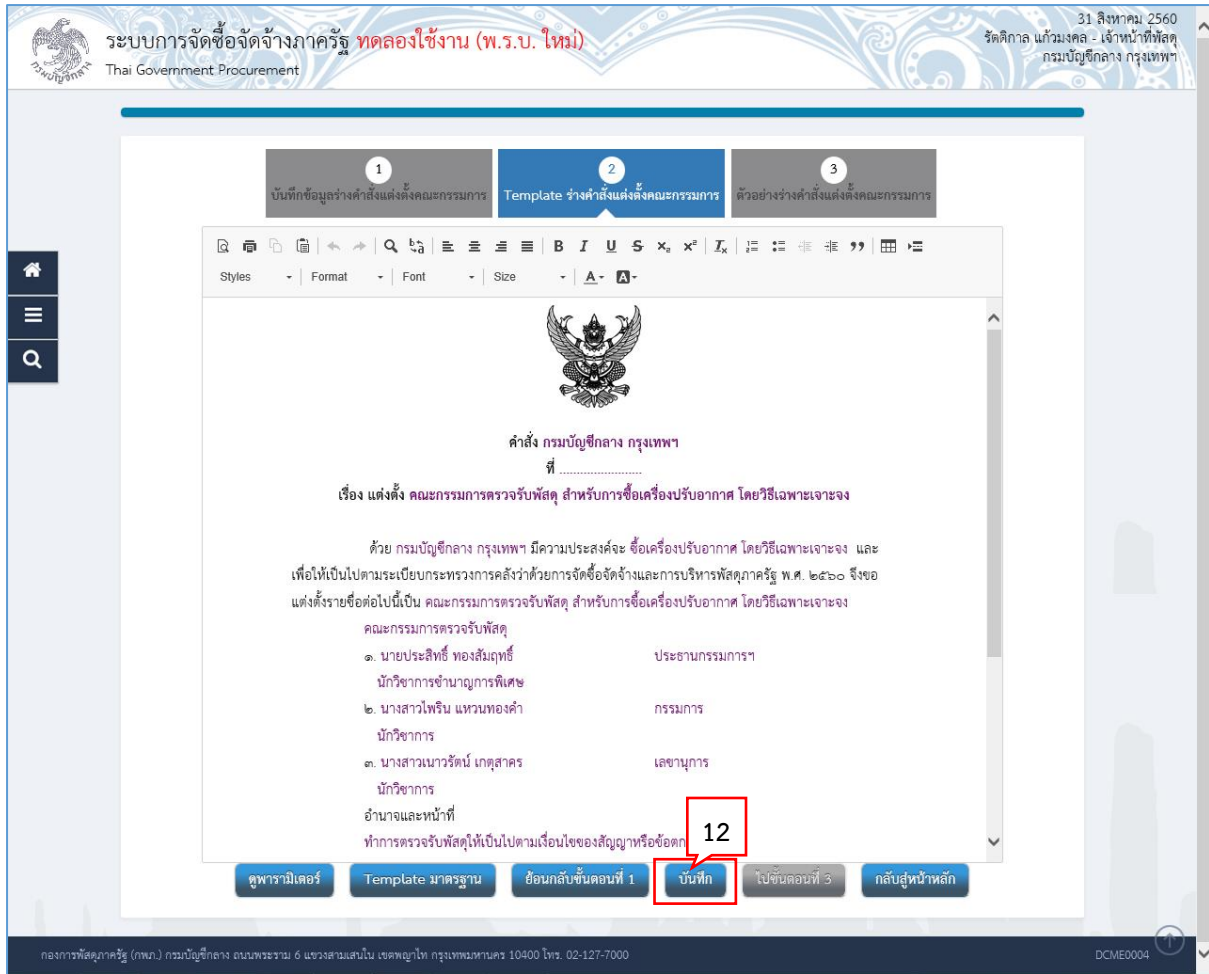 31 สิงหาคม 2560
ระบบการจัดซื้อจัดจ้างภาครัฐ ทดลองใช้งาน (พ.ร.บ. ใหม่)
รัตติกาล แก้วมงคล - เจ้าหน้าที่พัสดุ
Thai Government Procurement
กรมบัญชีกลาง กรุงเทพฯ
กรมบัญชีกลาง
1
2
3
บันทึกข้อมูลร่างคำสั่งแต่งตั้งคณะกรรมการ
Template ร่างคำสั่งแต่งตั้งคณะกรรมการ
ตัวอย่างร่างคำสั่งแต่งตั้งคณะกรรมการ
Styles Format Font Size
คำสั่ง กรมบัญชีกลาง กรุงเทพฯ
ที่ ........................
เรื่อง แต่งตั้ง คณะกรรมการตรวจรับพัสดุ สำหรับการซื้อเครื่องปรับอากาศ โดยวิธีเฉพาะเจาะจง
ด้วย กรมบัญชีกลาง กรุงเทพฯ มีความประสงค์จะ ซื้อเครื่องปรับอากาศ โดยวิธีเฉพาะเจาะจง และ
เพื่อให้เป็นไปตามระเบียบกระทรวงการคลังว่าด้วยการจัดซื้อจัดจ้างและการบริหารพัสดุภาครัฐ พ.ศ. ๒๕๖๐ จึงขอ
แต่งตั้งรายชื่อต่อไปนี้เป็น คณะกรรมการตรวจรับพัสดุ สำหรับการซื้อเครื่องปรับอากาศ โดยวิธีเฉพาะเจาะจง
คณะกรรมการตรวจรับพัสดุ
๑. นายประสิทธิ์ ทองสัมฤทธิ์ ประธานกรรมการฯ
นักวิชาการชำนาญการพิเศษ
๒. นางสาวไพริน แหวนทองคำ กรรมการ
นักวิชาการ
๓. นางสาวเนาวรัตน์ เกตุสาคร เลขานุการ
นักวิชาการ
อำนาจและหน้าที่
ทำการตรวจรับพัสดุให้เป็นไปตามเงื่อนไขของสัญญาหรือข้อตก
12
ดูพารามิเตอร์ Template มาตรฐาน ย้อนกลับขั้นตอนที่ 1 บันทึก ไปขั้นตอนที่ 3 กลับสู่หน้าหลัก
กองการพัสดุภาครัฐ (กพภ.) กรมบัญชีกลาง ถนนพระราม 6 แขวงสามเสนใน เขตพญาไท กรุงเทพมหานคร 10400 โทร. 02-127-7000
DCME0004